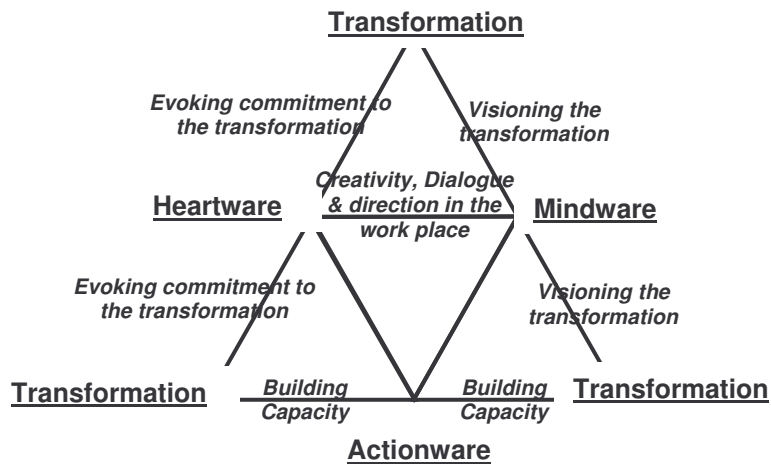 Transformation
Evoking commitment to
the transformation
Visioning the
transformation
Creativity, Dialogue
& direction in the
work place
Heartware
Mindware
Evoking commitment to
the transformation
Visioning the
transformation
Transformation
Building
Capacity
Building
Capacity
Transformation
Actionware